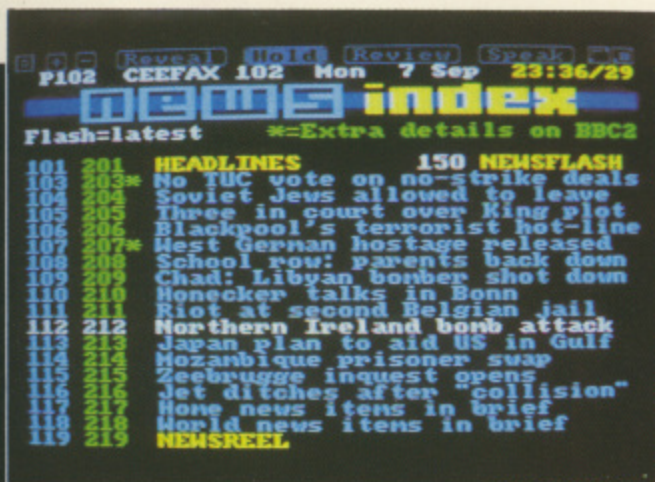 Reveal Hold Review Speak
P102 CEEFAX 102 Mon 7 Sep 23:36/29
news index
Flash=latest *=Extra details on BBC2
101 201 HEADLINES 150 NEWSFLASH
103 203* No TUC vote on no-strike deals
104 204 Soviet Jews allowed to leave
105 205 Three in court over King plot
106 206 Blackpool's terrorist hot-line
107 207* West German hostage released
108 208 School row: parents back down
109 209 Chad: Libyan bomber shot down
110 210 Honecker talks in Bonn
111 211 Riot at second Belgian jail
112 212 Northern Ireland bomb attack
113 213 Japan plan to aid US in Gulf
114 214 Mozambique prisoner swap
115 215 Zeebrugge inquest opens
116 216 Jet ditches after "collision"
117 217 Home news items in brief
118 218 World news items in brief
119 219 NEWSREEL